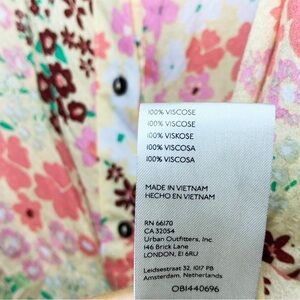 100% VISCOSE
100% VISCOSE
100% VISKOSE
100% VISCOSA
100% VISCOSA
MADE IN VIETNAM
HECHO EN VIETNAM
RN 66170
CA 32054
Urban Outfitters, Inc.
146 Brick Lane
LONDON, E1 6RU
Leidsestraat 32, 1017 PB
Amsterdam, Netherlands
OB1440696